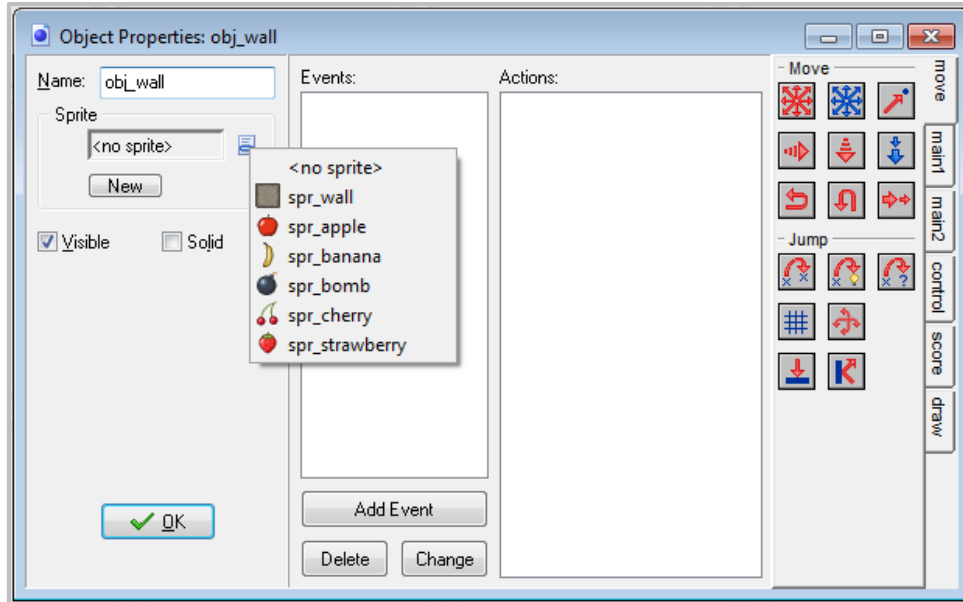 Object Properties: obj_wall
Name: obj_wall
Sprite
<no sprite>
New
<no sprite>
spr_wall
spr_apple
spr_banana
spr_bomb
spr_cherry
spr_strawberry
Visible
Solid
OK
Events:
Add Event
Delete
Change
Actions:
Move
Jump
move
main1
main2
control
score
draw